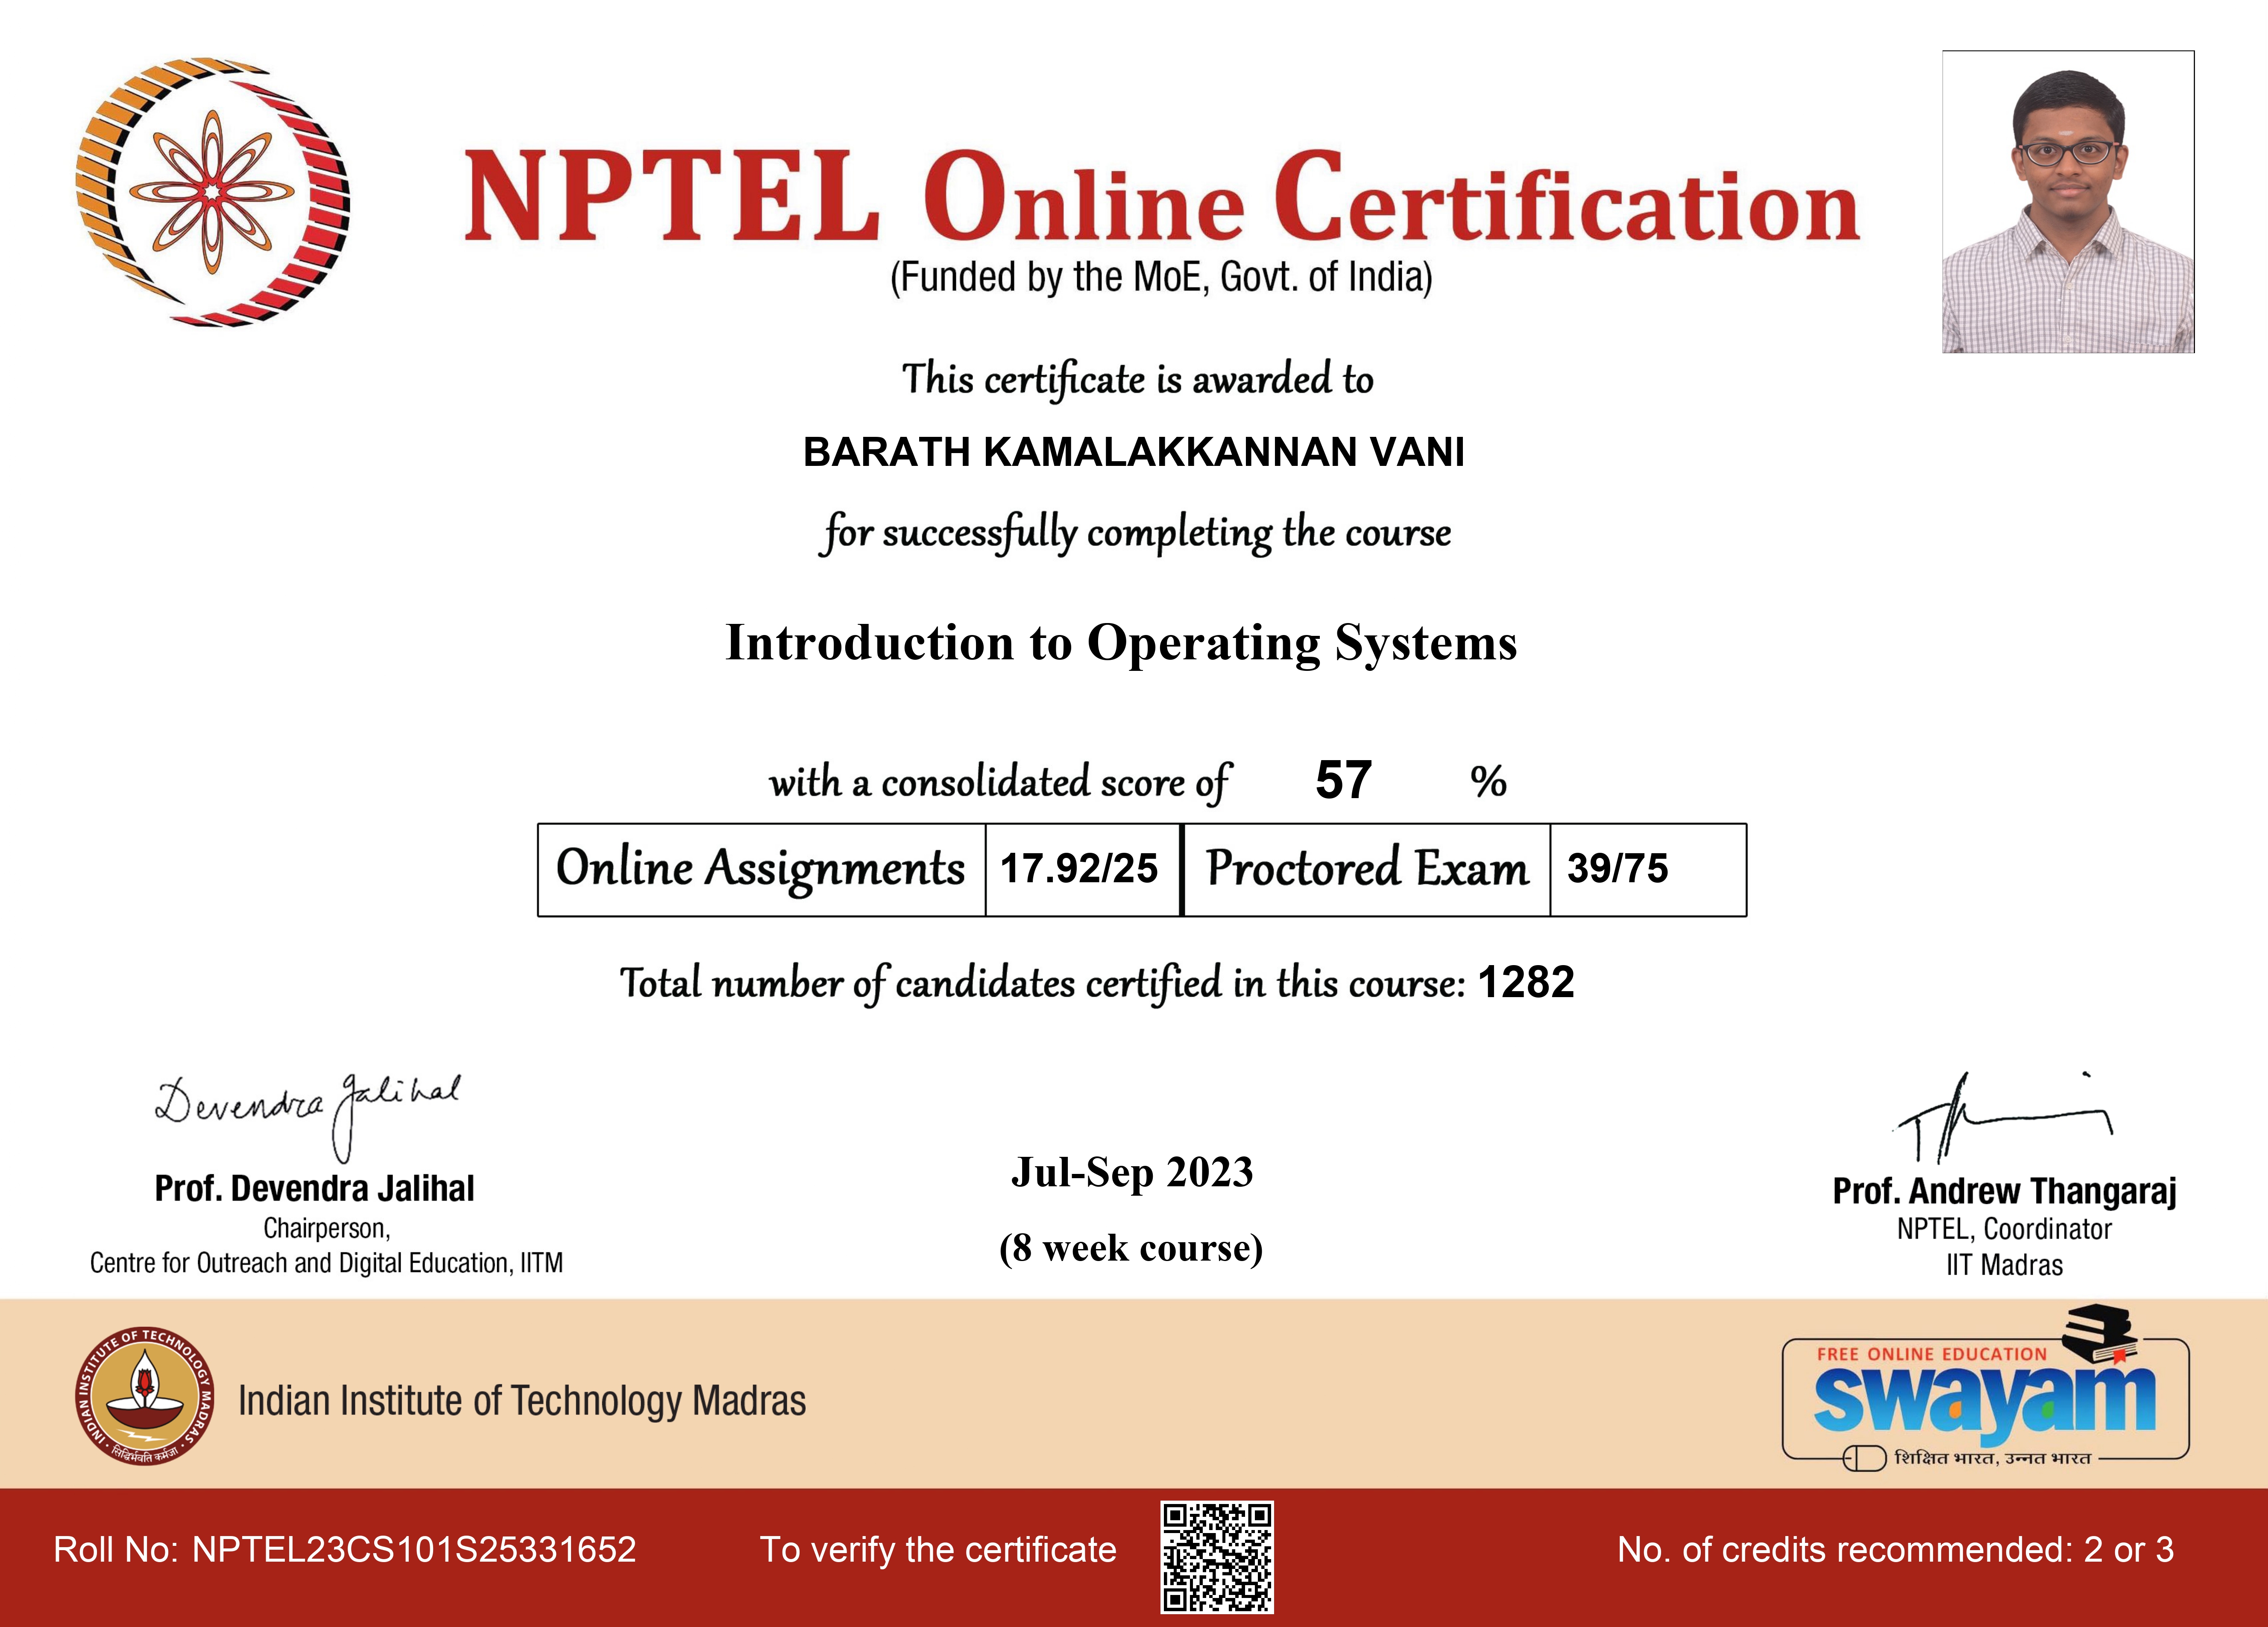 NPTEL Online Certification
(Funded by the MoE, Govt. of India)
This certificate is awarded to
BARATH KAMALAKKANNAN VANI
for successfully completing the course
Introduction to Operating Systems
with a consolidated score of 57 %
Online Assignments 17.92/25 Proctored Exam 39/75
Total number of candidates certified in this course: 1282
Devendra Jalihal
Prof. Devendra Jalihal
Chairperson,
Centre for Outreach and Digital Education, IITM
Jul-Sep 2023
(8 week course)
Prof. Andrew Thangaraj
NPTEL, Coordinator
IIT Madras
INDIAN INSTITUTE OF TECHNOLOGY MADRAS
सिद्धिर्भवति कर्मजा
Indian Institute of Technology Madras
FREE ONLINE EDUCATION
swayam
शिक्षित भारत, उन्नत भारत
Roll No: NPTEL23CS101S25331652
To verify the certificate
No. of credits recommended: 2 or 3